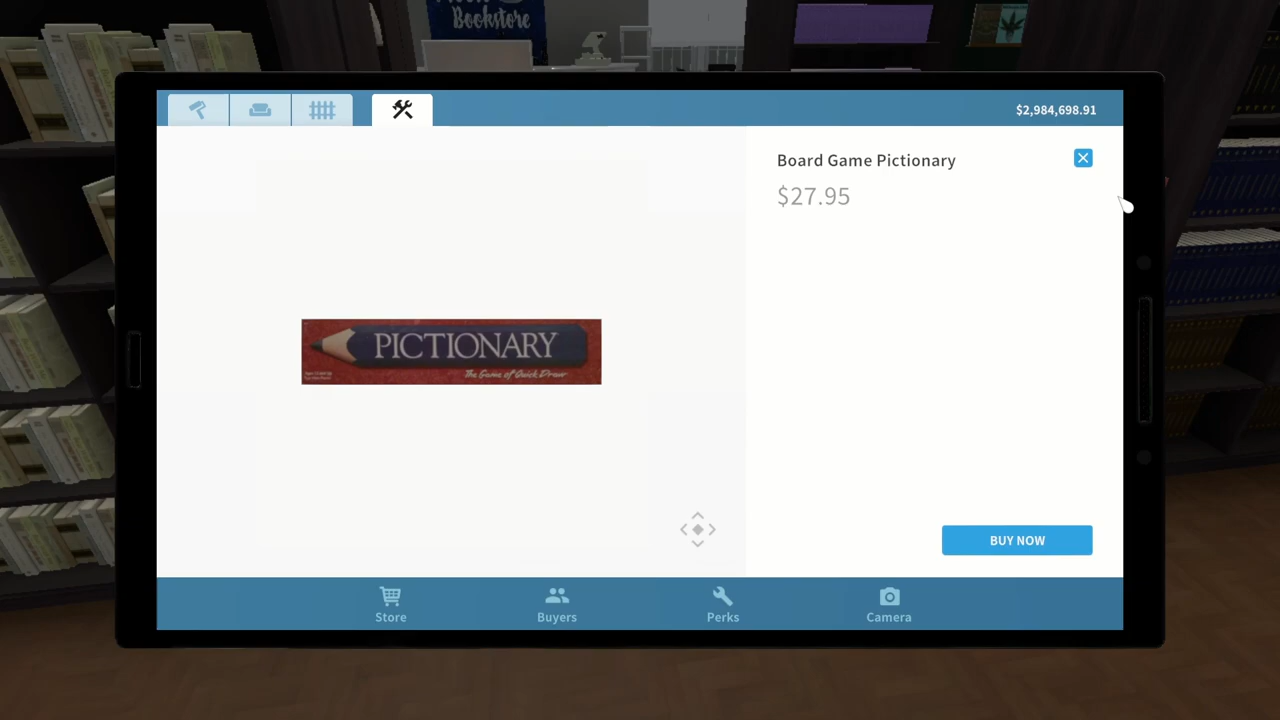 Bookstore
$2,984,698.91
Board Game Pictionary
$27.95
PICTIONARY
The Game of Quick Draw
BUY NOW
Store
Buyers
Perks
Camera